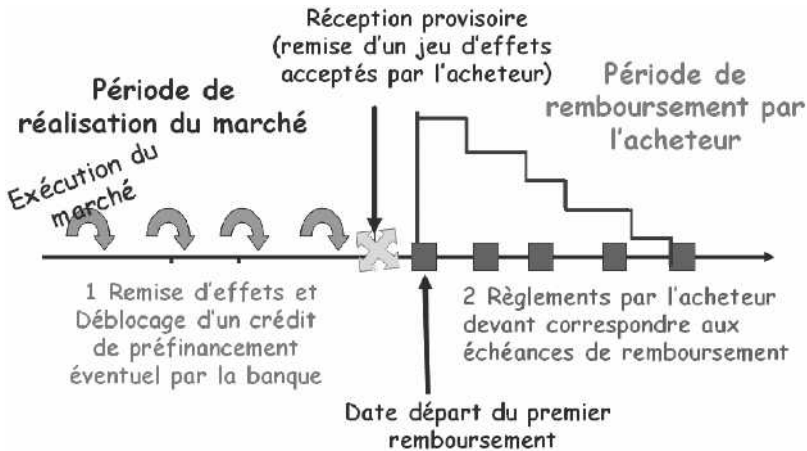 Réception provisoire
(remise d'un jeu d'effets
acceptés par l'acheteur)
Période de
réalisation du marché
Période de
remboursement par
l'acheteur
Exécution du
marché
1 Remise d'effets et
Déblocage d'un crédit
de préfinancement
éventuel par la banque
2 Règlements par l'acheteur
devant correspondre aux
échéances de remboursement
Date départ du premier
remboursement